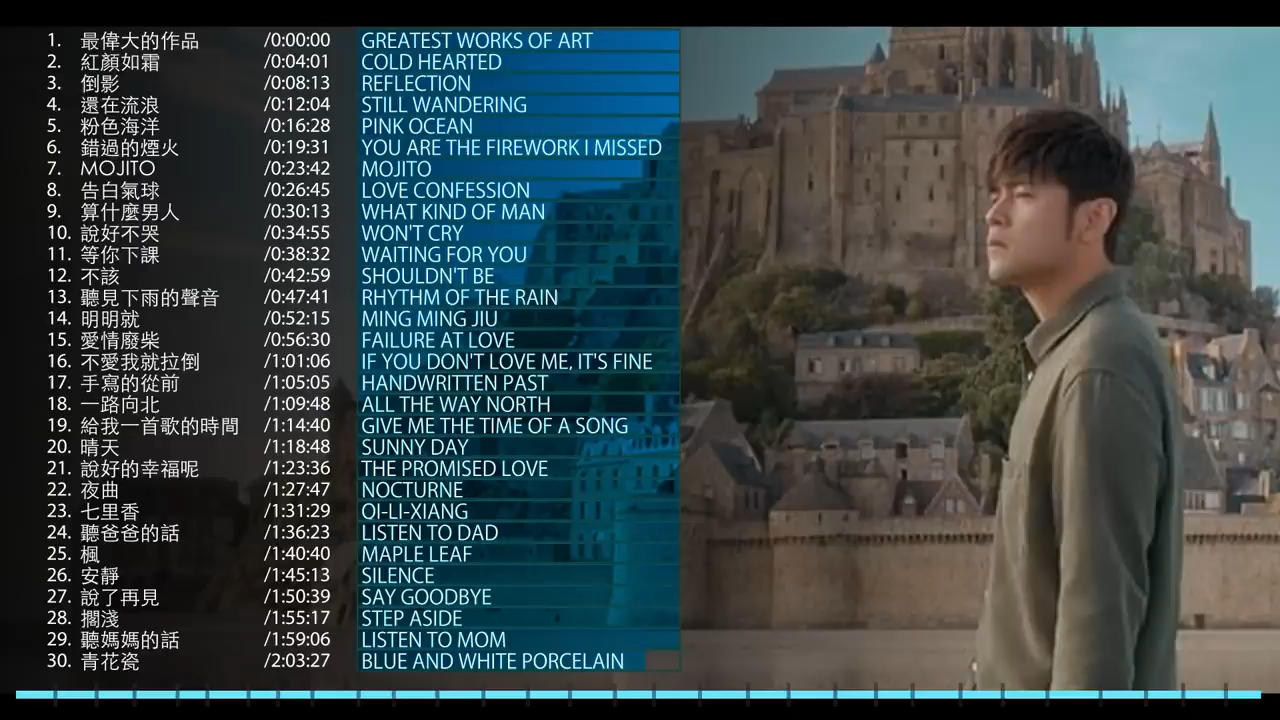 1. 最偉大的作品 /0:00:00 GREATEST WORKS OF ART
2. 紅顏如霜 /0:04:01 COLD HEARTED
3. 倒影 /0:08:13 REFLECTION
4. 還在流浪 /0:12:04 STILL WANDERING
5. 粉色海洋 /0:16:28 PINK OCEAN
6. 錯過的煙火 /0:19:31 YOU ARE THE FIREWORK I MISSED
7. MOJITO /0:23:42 MOJITO
8. 告白氣球 /0:26:45 LOVE CONFESSION
9. 算什麼男人 /0:30:13 WHAT KIND OF MAN
10. 說好不哭 /0:34:55 WON'T CRY
11. 等你下課 /0:38:32 WAITING FOR YOU
12. 不該 /0:42:59 SHOULDN'T BE
13. 聽見下雨的聲音 /0:47:41 RHYTHM OF THE RAIN
14. 明明就 /0:52:15 MING MING JIU
15. 愛情廢柴 /0:56:30 FAILURE AT LOVE
16. 不愛我就拉倒 /1:01:06 IF YOU DON'T LOVE ME, IT'S FINE
17. 手寫的從前 /1:05:05 HANDWRITTEN PAST
18. 一路向北 /1:09:48 ALL THE WAY NORTH
19. 給我一首歌的時間 /1:14:40 GIVE ME THE TIME OF A SONG
20. 晴天 /1:18:48 SUNNY DAY
21. 說好的幸福呢 /1:23:36 THE PROMISED LOVE
22. 夜曲 /1:27:47 NOCTURNE
23. 七里香 /1:31:29 QI-LI-XIANG
24. 聽爸爸的話 /1:36:23 LISTEN TO DAD
25. 楓 /1:40:40 MAPLE LEAF
26. 安靜 /1:45:13 SILENCE
27. 說了再見 /1:50:39 SAY GOODBYE
28. 擱淺 /1:55:17 STEP ASIDE
29. 聽媽媽的話 /1:59:06 LISTEN TO MOM
30. 青花瓷 /2:03:27 BLUE AND WHITE PORCELAIN